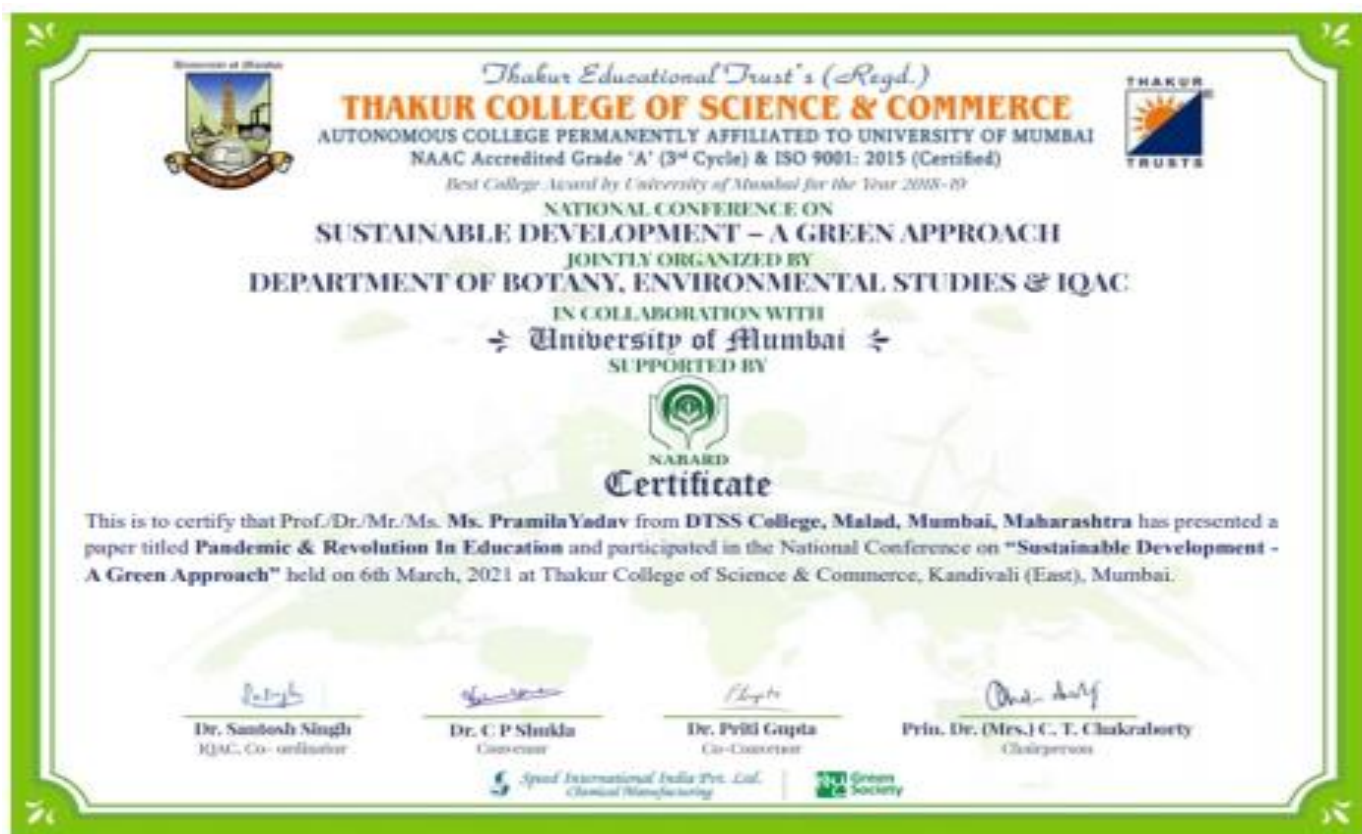 University of Mumbai
Thakur Educational Trust's (Regd.)
THAKUR COLLEGE OF SCIENCE & COMMERCE
AUTONOMOUS COLLEGE PERMANENTLY AFFILIATED TO UNIVERSITY OF MUMBAI
NAAC Accredited Grade 'A' (3rd Cycle) & ISO 9001: 2015 (Certified)
Best College Award by University of Mumbai for the Year 2018-19
THAKUR
TRUSTS
NATIONAL CONFERENCE ON
SUSTAINABLE DEVELOPMENT – A GREEN APPROACH
JOINTLY ORGANIZED BY
DEPARTMENT OF BOTANY, ENVIRONMENTAL STUDIES & IQAC
IN COLLABORATION WITH
University of Mumbai
SUPPORTED BY
NABARD
Certificate
This is to certify that Prof./Dr./Mr./Ms. Ms. PramilaYadav from DTSS College, Malad, Mumbai, Maharashtra has presented a
paper titled Pandemic & Revolution In Education and participated in the National Conference on "Sustainable Development -
A Green Approach" held on 6th March, 2021 at Thakur College of Science & Commerce, Kandivali (East), Mumbai.
Dr. Santosh Singh
IQAC, Co- ordinator
Dr. C P Shukla
Convenor
Dr. Priti Gupta
Co-Convenor
Prin. Dr. (Mrs.) C. T. Chakraborty
Chairperson
Speed International India Pvt. Ltd.
Chemical Manufacturing
Green
Society